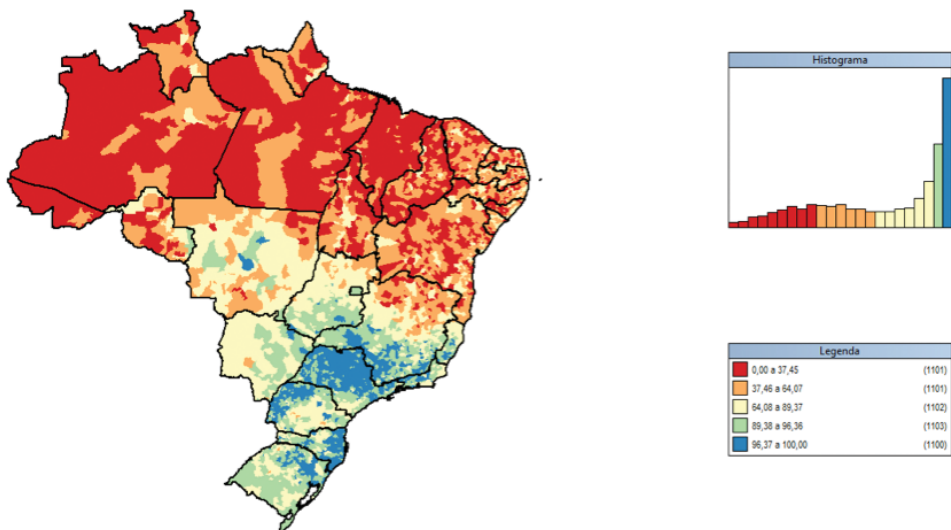 Histograma
Legenda
0,00 a 37,45 (1101)
37,46 a 64,07 (1101)
64,08 a 89,37 (1102)
89,38 a 96,36 (1103)
96,37 a 100,00 (1100)